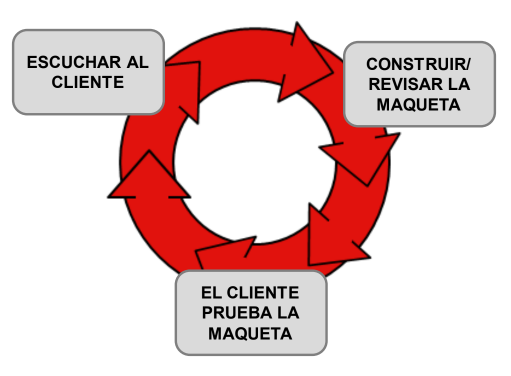 ESCUCHAR AL
CLIENTE
CONSTRUIR/
REVISAR LA
MAQUETA
EL CLIENTE
PRUEBA LA
MAQUETA